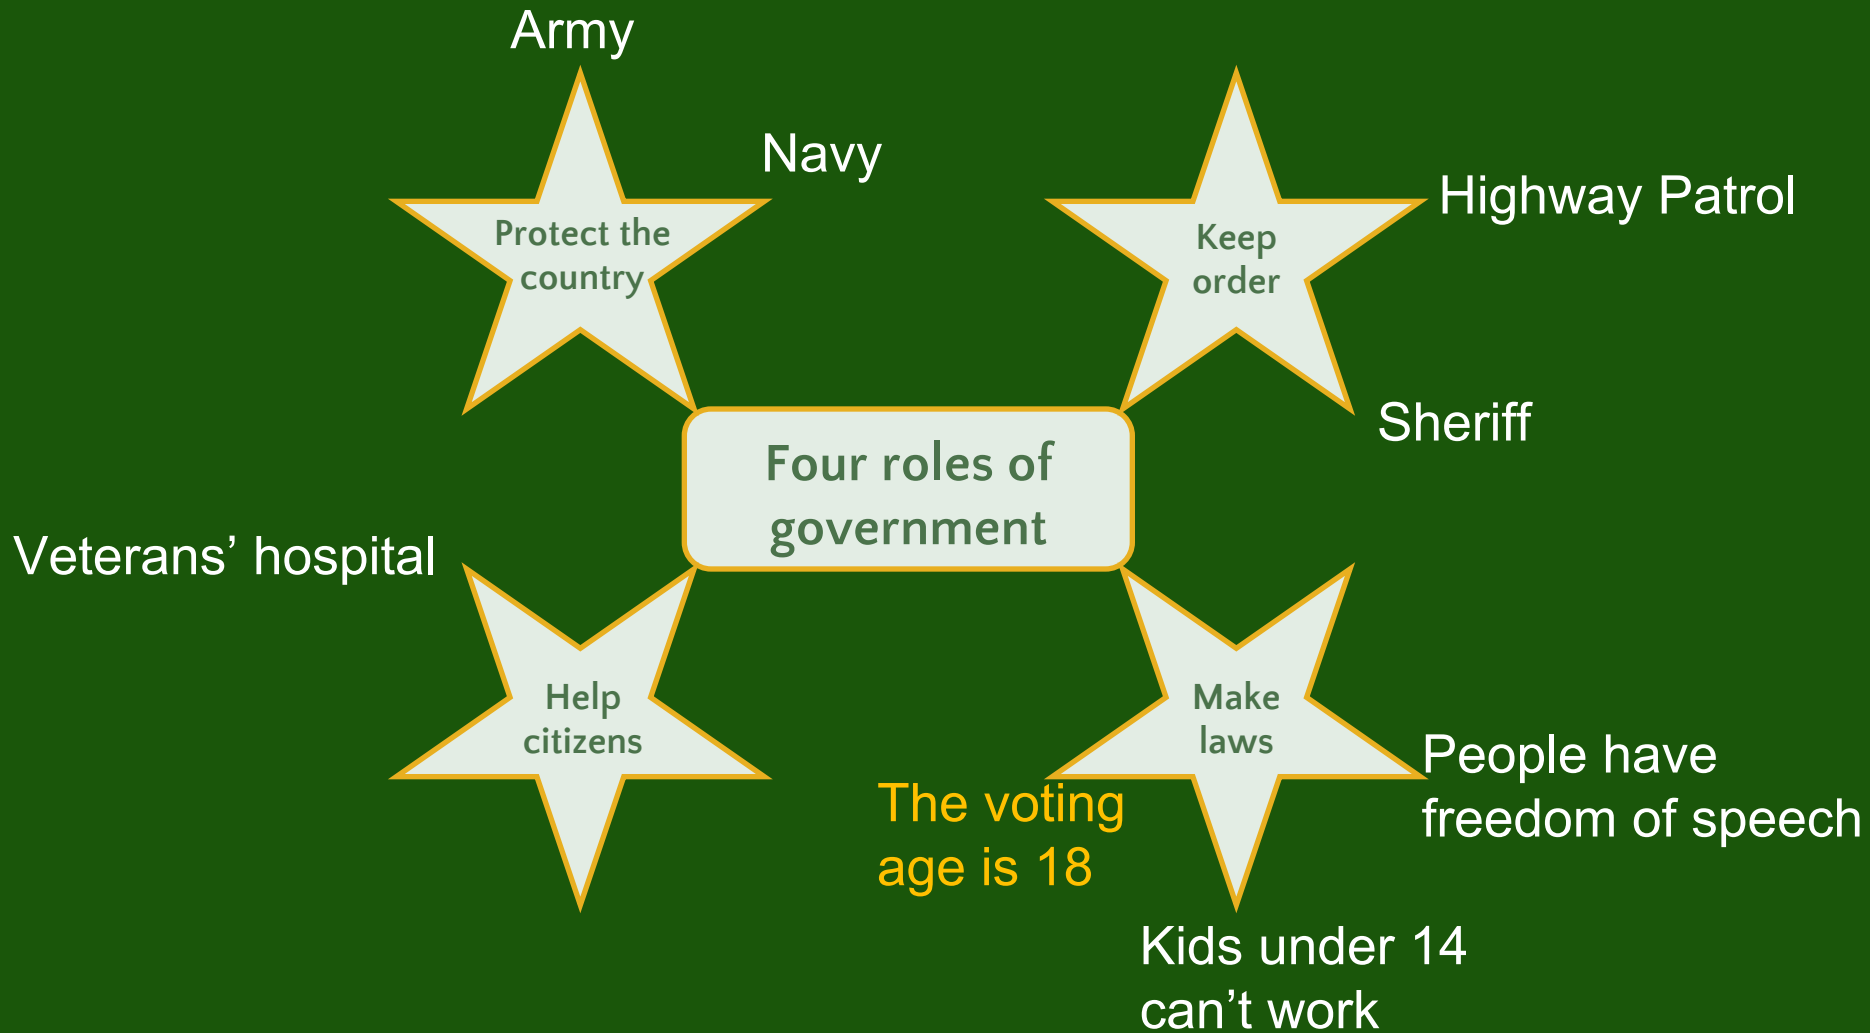 Army
Navy
Protect the
country
Highway Patrol
Keep
order
Sheriff
Four roles of
government
Veterans’ hospital
Help
citizens
Make
laws
People have
freedom of speech
The voting
age is 18
Kids under 14
can’t work